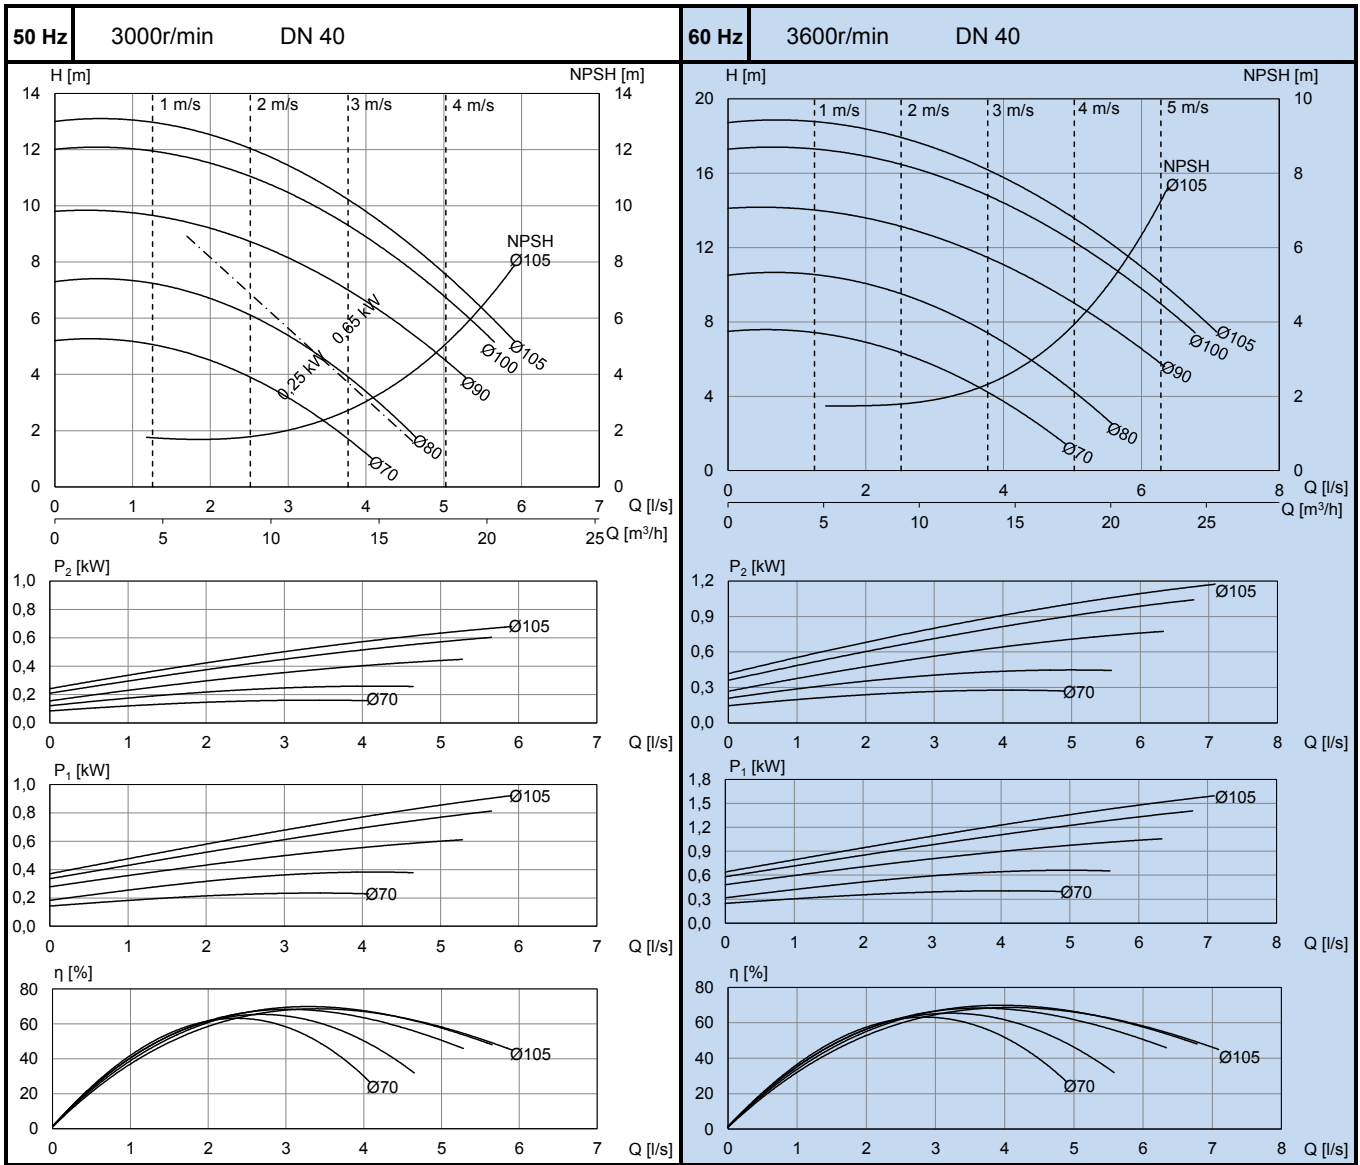 50 Hz 3000r/min DN 40
H [m] NPSH [m]
14 1 m/s 2 m/s 3 m/s 4 m/s 14
12 12
10 10
NPSH
8 Ø105 8
6 0,65 kW 6
Ø105
Ø100
4 0,25 kW Ø90 4
2 Ø80 2
Ø70
0 0
0 1 2 3 4 5 6 7 Q [l/s]
0 5 10 15 20 25 Q [m³/h]
P₂ [kW]
1,0
0,8
0,6 Ø105
0,4
0,2 Ø70
0,0
0 1 2 3 4 5 6 7 Q [l/s]
P₁ [kW]
1,0
0,8 Ø105
0,6
0,4
0,2 Ø70
0,0
0 1 2 3 4 5 6 7 Q [l/s]
η [%]
80
60
40 Ø105
20 Ø70
0
0 1 2 3 4 5 6 7 Q [l/s]
60 Hz 3600r/min DN 40
H [m] NPSH [m]
20 1 m/s 2 m/s 3 m/s 4 m/s 5 m/s 10
NPSH
16 Ø105 8
12 6
8 Ø105 4
Ø100
Ø90
4 2
Ø80
Ø70
0 0
0 2 4 6 8 Q [l/s]
0 5 10 15 20 25 Q [m³/h]
P₂ [kW]
1,2 Ø105
0,9
0,6
0,3 Ø70
0,0
0 1 2 3 4 5 6 7 8 Q [l/s]
P₁ [kW]
1,8
1,5 Ø105
1,2
0,9
0,6
0,3 Ø70
0,0
0 1 2 3 4 5 6 7 8 Q [l/s]
η [%]
80
60
40 Ø105
20 Ø70
0
0 1 2 3 4 5 6 7 8 Q [l/s]